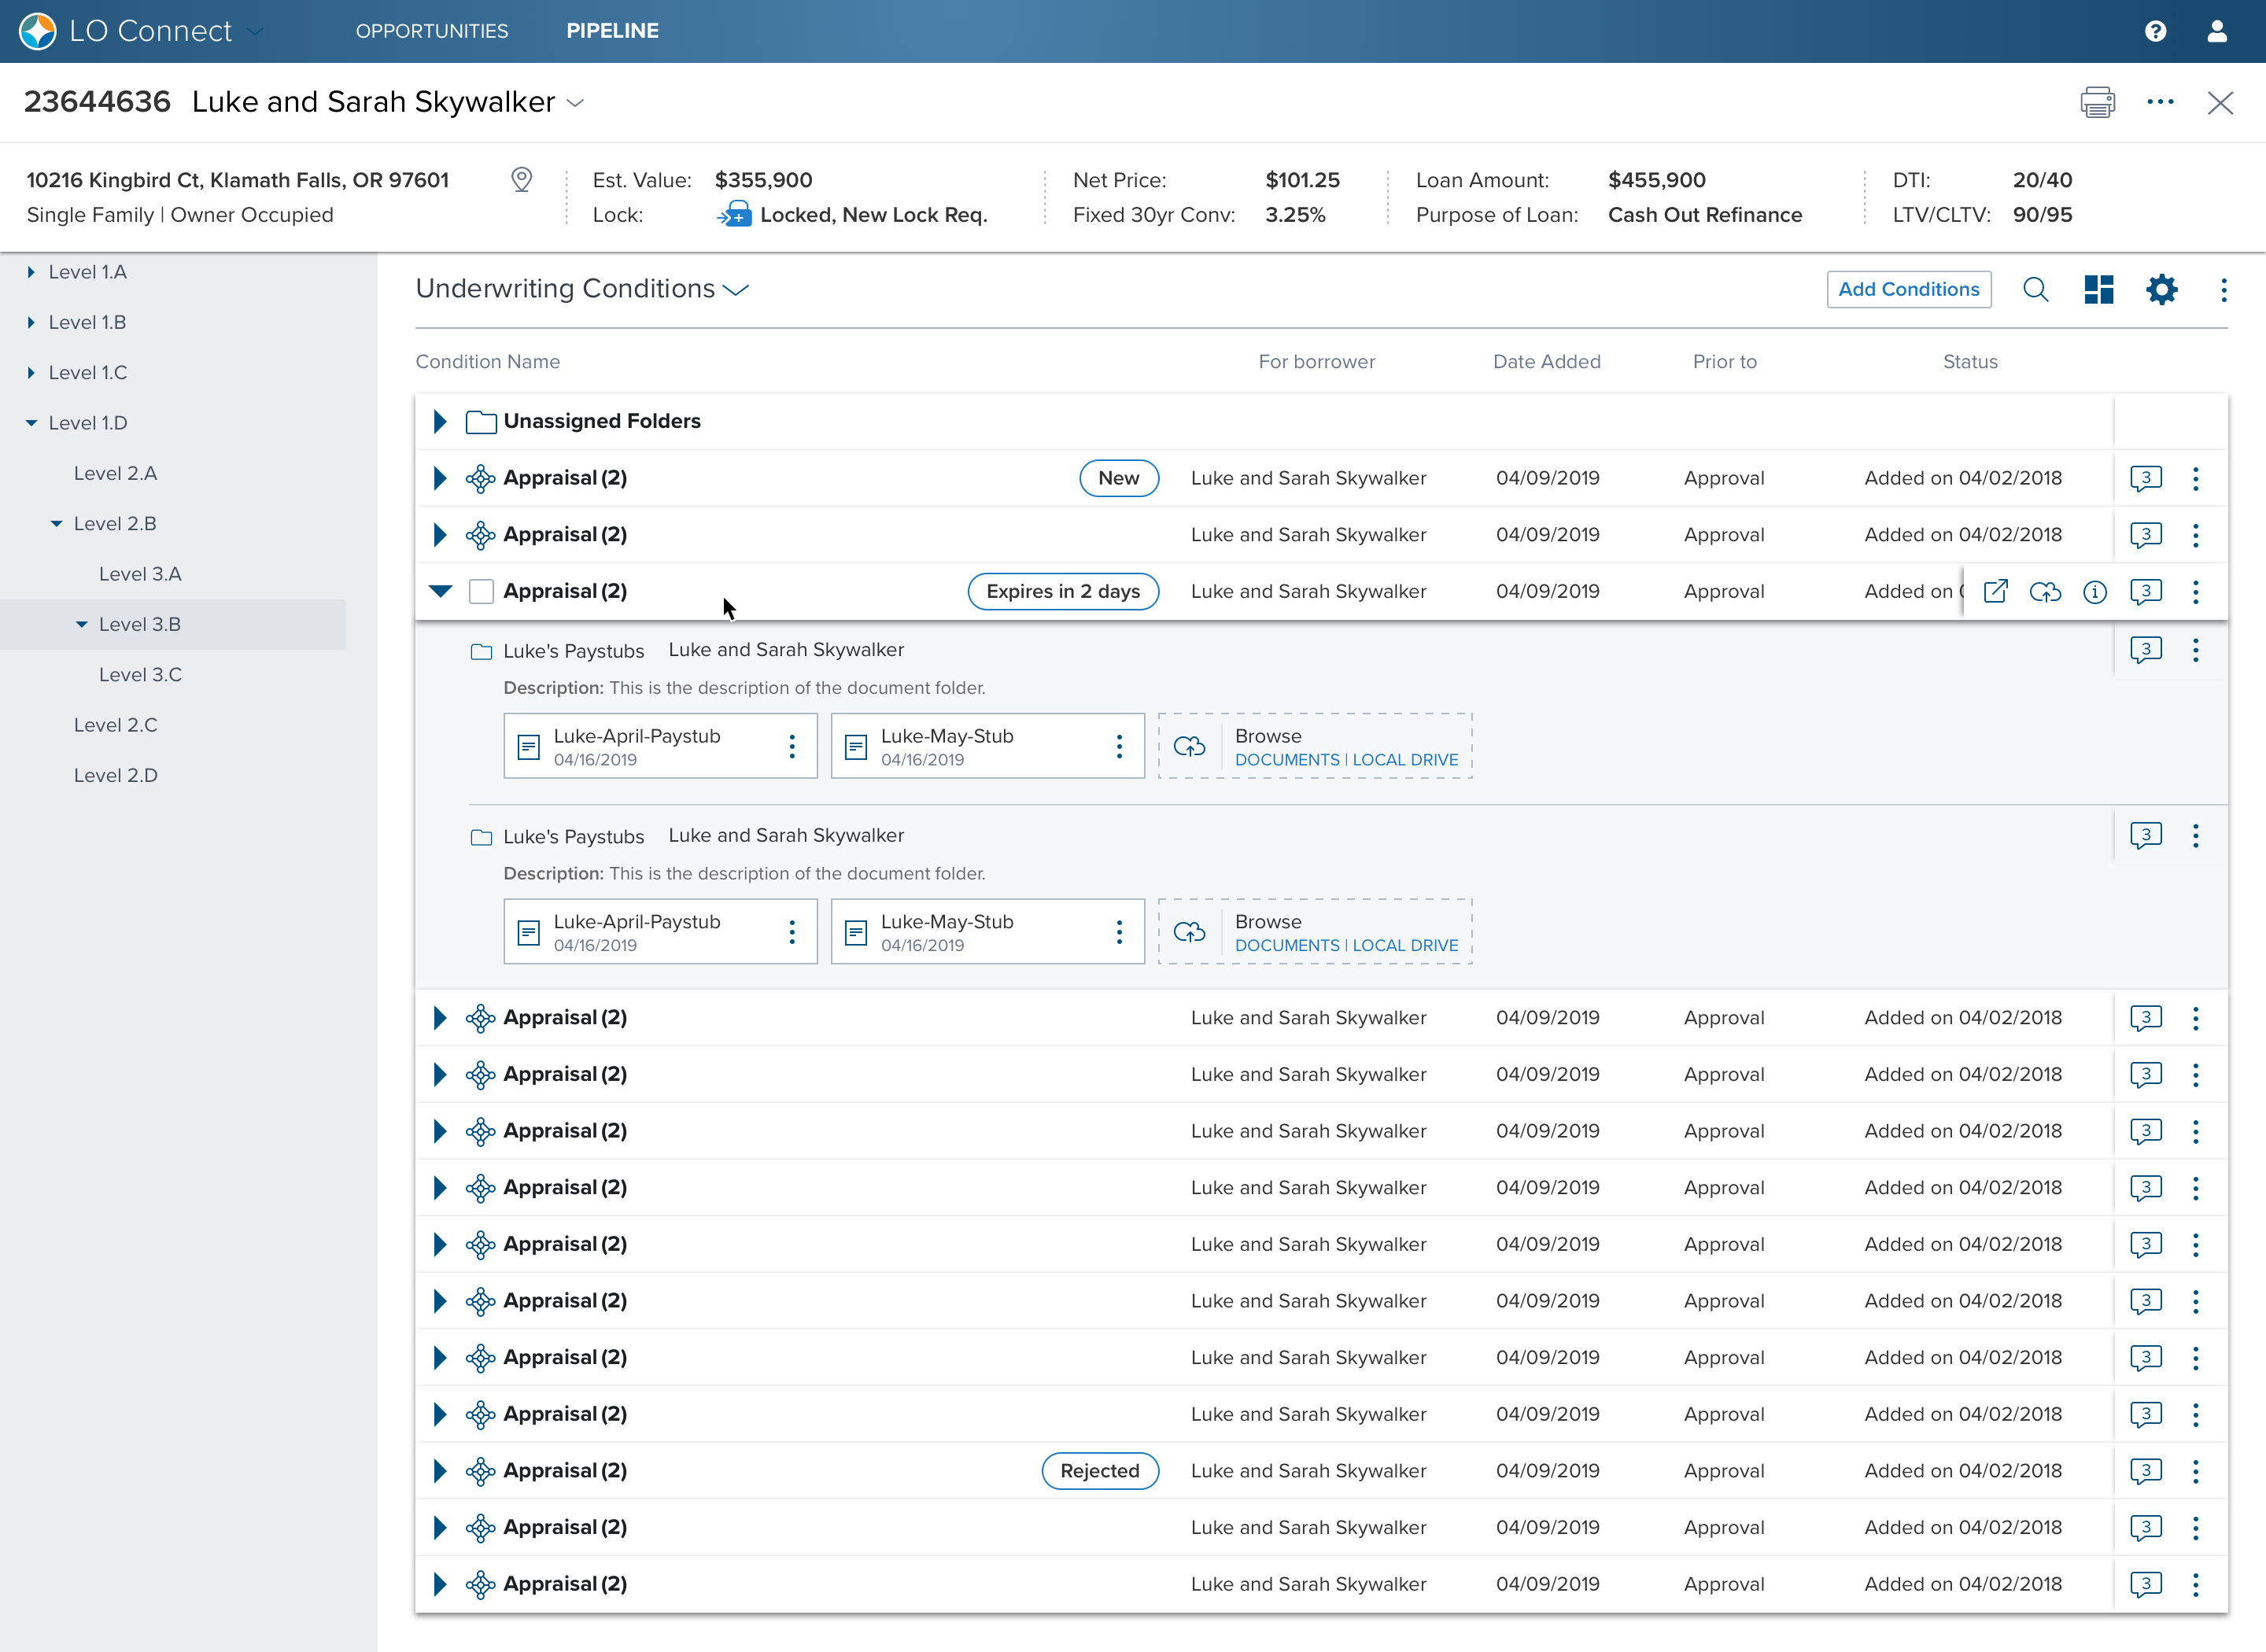 LO Connect OPPORTUNITIES PIPELINE
23644636 Luke and Sarah Skywalker
10216 Kingbird Ct, Klamath Falls, OR 97601 Est. Value: $355,900 Net Price: $101.25 Loan Amount: $455,900 DTI: 20/40
Single Family | Owner Occupied Lock: Locked, New Lock Req. Fixed 30yr Conv: 3.25% Purpose of Loan: Cash Out Refinance LTV/CLTV: 90/95
Level 1.A
Level 1.B
Level 1.C
Level 1.D
Level 2.A
Level 2.B
Level 3.A
Level 3.B
Level 3.C
Level 2.C
Level 2.D
Underwriting Conditions Add Conditions
Condition Name For borrower Date Added Prior to Status
Unassigned Folders
Appraisal (2) New Luke and Sarah Skywalker 04/09/2019 Approval Added on 04/02/2018 3
Appraisal (2) Luke and Sarah Skywalker 04/09/2019 Approval Added on 04/02/2018 3
Appraisal (2) Expires in 2 days Luke and Sarah Skywalker 04/09/2019 Approval Added on 3
Luke's Paystubs Luke and Sarah Skywalker 3
Description: This is the description of the document folder.
Luke-April-Paystub Luke-May-Stub Browse
04/16/2019 04/16/2019 DOCUMENTS | LOCAL DRIVE
Luke's Paystubs Luke and Sarah Skywalker 3
Description: This is the description of the document folder.
Luke-April-Paystub Luke-May-Stub Browse
04/16/2019 04/16/2019 DOCUMENTS | LOCAL DRIVE
Appraisal (2) Luke and Sarah Skywalker 04/09/2019 Approval Added on 04/02/2018 3
Appraisal (2) Luke and Sarah Skywalker 04/09/2019 Approval Added on 04/02/2018 3
Appraisal (2) Luke and Sarah Skywalker 04/09/2019 Approval Added on 04/02/2018 3
Appraisal (2) Luke and Sarah Skywalker 04/09/2019 Approval Added on 04/02/2018 3
Appraisal (2) Luke and Sarah Skywalker 04/09/2019 Approval Added on 04/02/2018 3
Appraisal (2) Luke and Sarah Skywalker 04/09/2019 Approval Added on 04/02/2018 3
Appraisal (2) Luke and Sarah Skywalker 04/09/2019 Approval Added on 04/02/2018 3
Appraisal (2) Luke and Sarah Skywalker 04/09/2019 Approval Added on 04/02/2018 3
Appraisal (2) Rejected Luke and Sarah Skywalker 04/09/2019 Approval Added on 04/02/2018 3
Appraisal (2) Luke and Sarah Skywalker 04/09/2019 Approval Added on 04/02/2018 3
Appraisal (2) Luke and Sarah Skywalker 04/09/2019 Approval Added on 04/02/2018 3